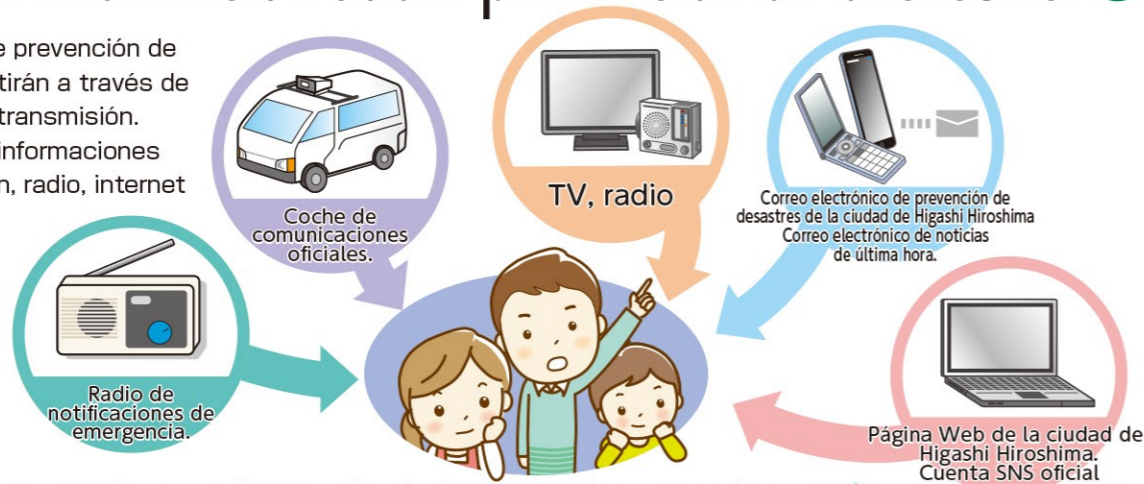 e prevención de
tirán a través de
transmisión.
informaciones
n, radio, internet
Coche de
comunicaciones
oficiales.
TV, radio
Correo electrónico de prevención de
desastres de la ciudad de Higashi Hiroshima
Correo electrónico de noticias
de última hora.
Radio de
notificaciones de
emergencia.
Página Web de la ciudad de
Higashi Hiroshima.
Cuenta SNS oficial